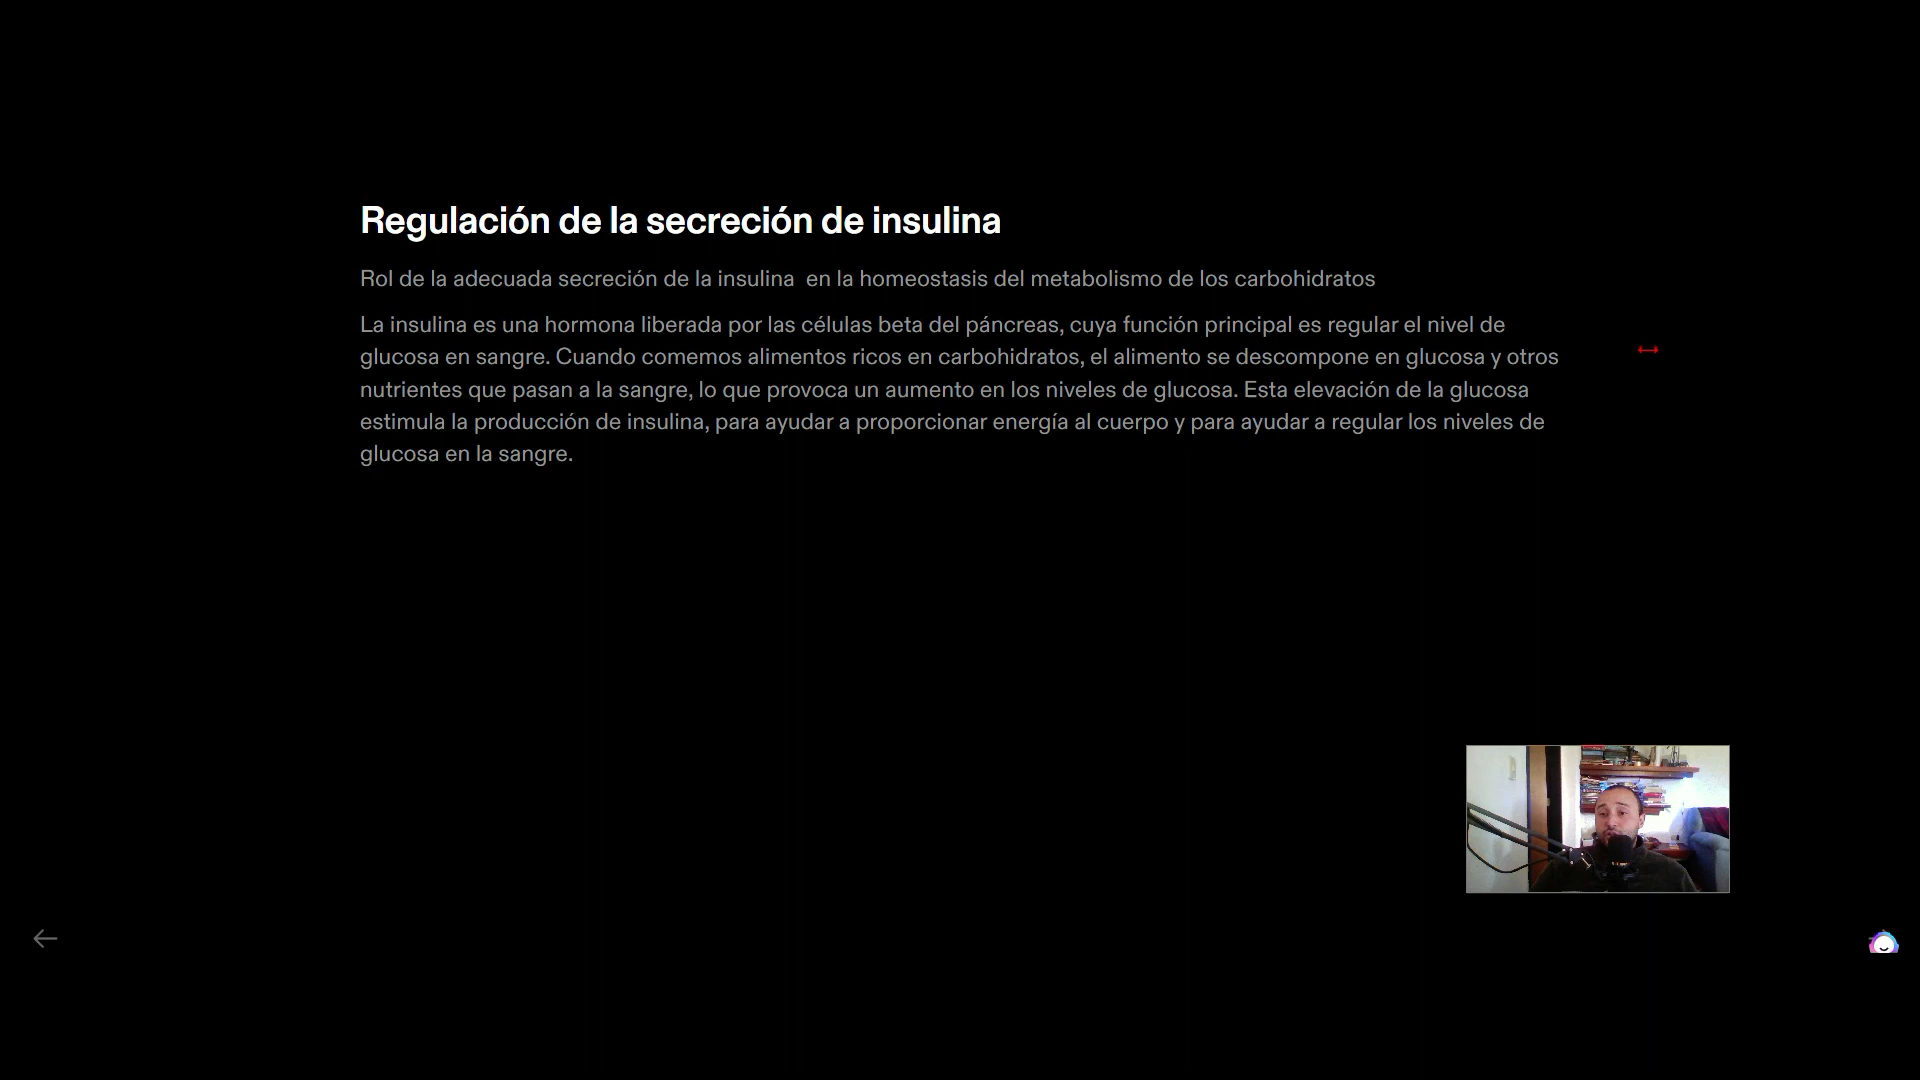 Regulación de la secreción de insulina
Rol de la adecuada secreción de la insulina  en la homeostasis del metabolismo de los carbohidratos
La insulina es una hormona liberada por las células beta del páncreas, cuya función principal es regular el nivel de
glucosa en sangre. Cuando comemos alimentos ricos en carbohidratos, el alimento se descompone en glucosa y otros
nutrientes que pasan a la sangre, lo que provoca un aumento en los niveles de glucosa. Esta elevación de la glucosa
estimula la producción de insulina, para ayudar a proporcionar energía al cuerpo y para ayudar a regular los niveles de
glucosa en la sangre.